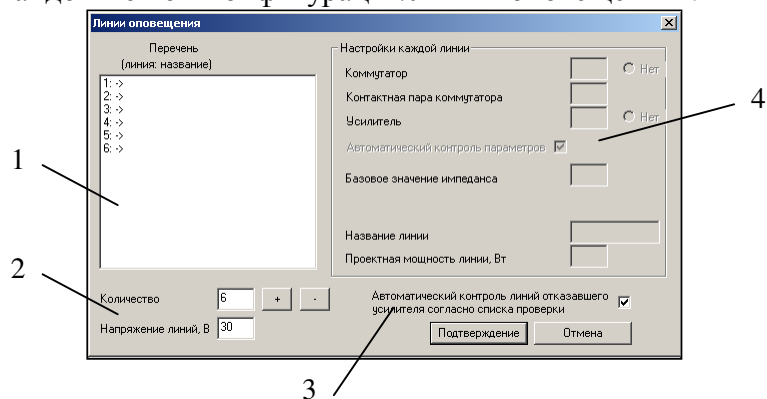 Линии оповещения
Перечень
(линия: название)
1: ->
2: ->
3: ->
4: ->
5: ->
6: ->
Количество
6
+
-
Напряжение линий, В
30
Настройки каждой линии
Коммутатор
Нет
Контактная пара коммутатора
Усилитель
Нет
Автоматический контроль параметров
Базовое значение импеданса
Название линии
Проектная мощность линии, Вт
Автоматический контроль линий отказавшего
усилителя согласно списка проверки
Подтверждение
Отмена
1
2
3
4